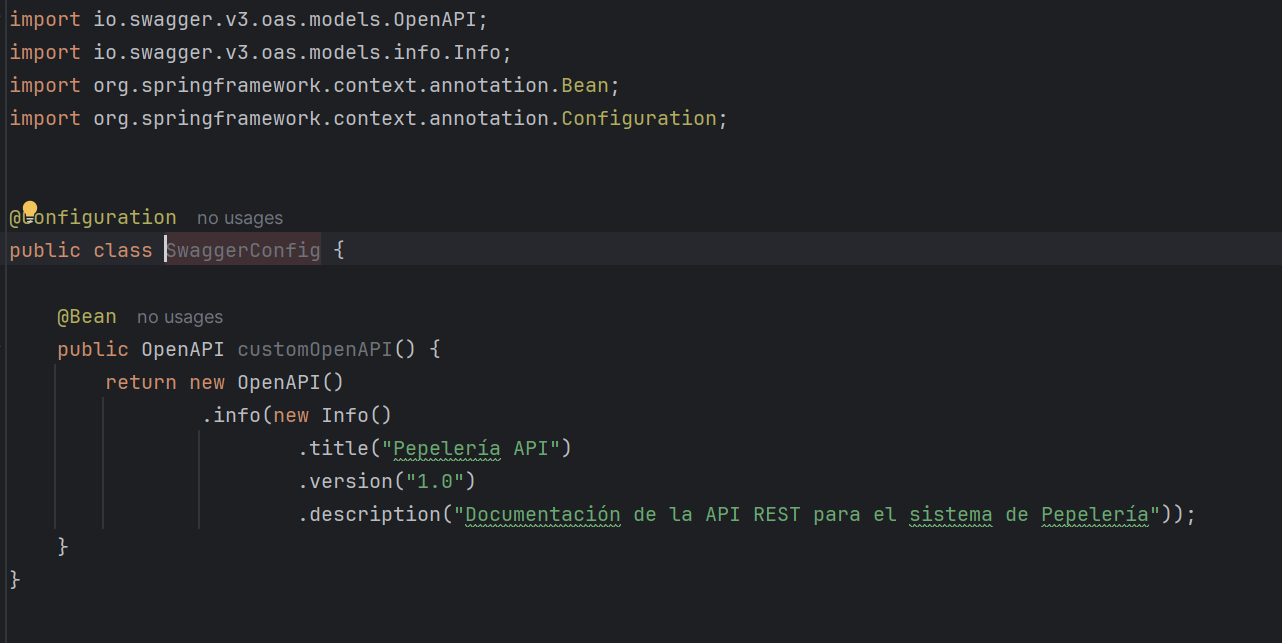 import io.swagger.v3.oas.models.OpenAPI;
import io.swagger.v3.oas.models.info.Info;
import org.springframework.context.annotation.Bean;
import org.springframework.context.annotation.Configuration;
@Configuration no usages
public class SwaggerConfig {
@Bean no usages
public OpenAPI customOpenAPI() {
return new OpenAPI()
.info(new Info()
.title("Pepelería API")
.version("1.0")
.description("Documentación de la API REST para el sistema de Pepelería"));
}
}